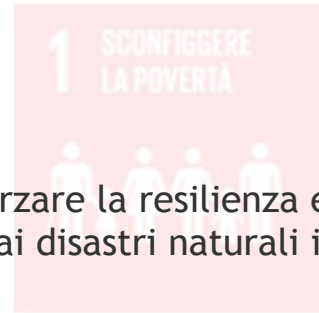 1 SCONFIGGERE
LA POVERTÀ
rzare la resilienza e
ai disastri naturali i